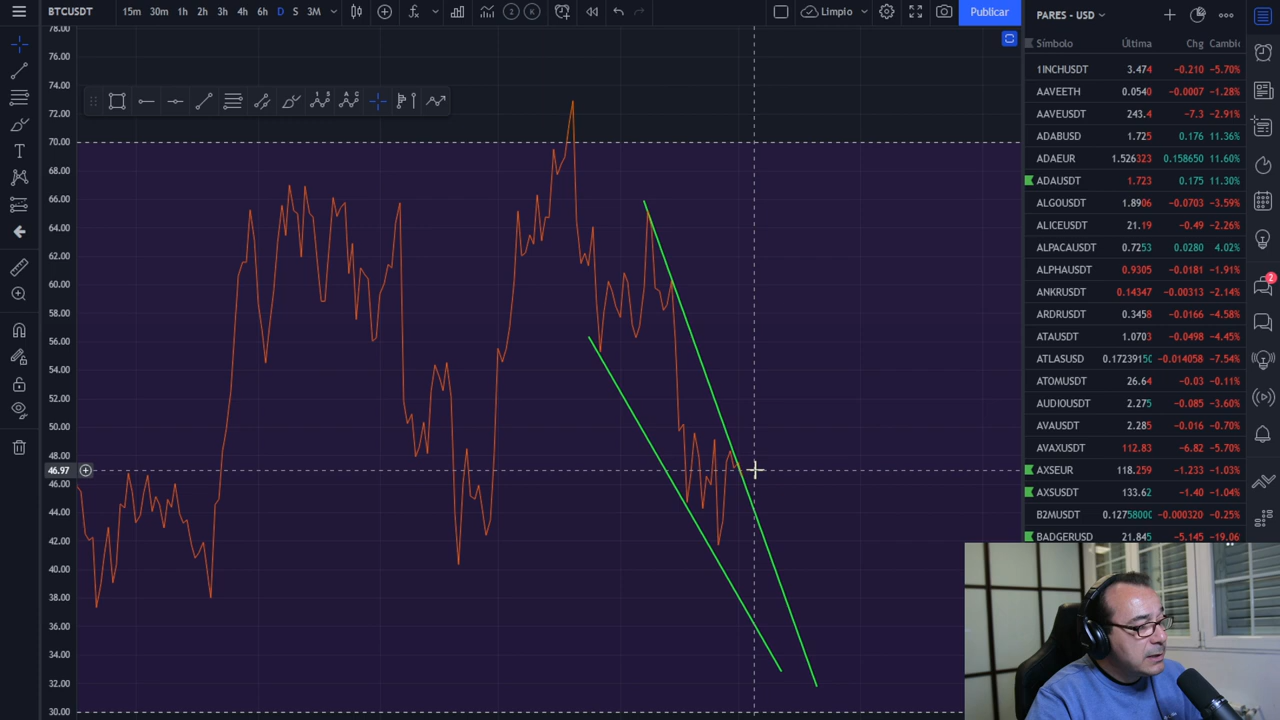 BTCUSDT 15m 30m 1h 2h 3h 4h 6h D S 3M Limpio Publicar PARES - USD
Símbolo Última Chg Cambio
1INCHUSDT 3.474 −0.210 −5.70%
AAVEETH 0.0540 −0.0007 −1.28%
AAVEUSDT 243.4 −7.3 −2.91%
ADABUSD 1.725 0.176 11.36%
ADAEUR 1.526323 0.158650 11.60%
ADAUSDT 1.723 0.175 11.30%
ALGOUSDT 1.8906 −0.0703 −3.59%
ALICEUSDT 21.19 −0.49 −2.26%
ALPACAUSDT 0.7253 0.0280 4.02%
ALPHAUSDT 0.9305 −0.0181 −1.91%
ANKRUSDT 0.14347 −0.00313 −2.14%
ARDRUSDT 0.3458 −0.0166 −4.58%
ATAUSDT 1.0703 −0.0498 −4.45%
ATLASUSD 0.1723915( −0.014058 −7.54%
ATOMUSDT 26.64 −0.03 −0.11%
AUDIOUSDT 2.275 −0.085 −3.60%
AVAUSDT 2.285 −0.016 −0.70%
AVAXUSDT 112.83 −6.82 −5.70%
AXSEUR 118.259 −1.233 −1.03%
AXSUSDT 133.62 −1.40 −1.04%
B2MUSDT 0.1275800( −0.000320 −0.25%
BADGERUSD 21.845 −5.145 −19.06
78.00
76.00
74.00
72.00
70.00
68.00
66.00
64.00
62.00
60.00
58.00
56.00
54.00
52.00
50.00
48.00
46.97
46.00
44.00
42.00
40.00
38.00
36.00
34.00
32.00
30.00
2